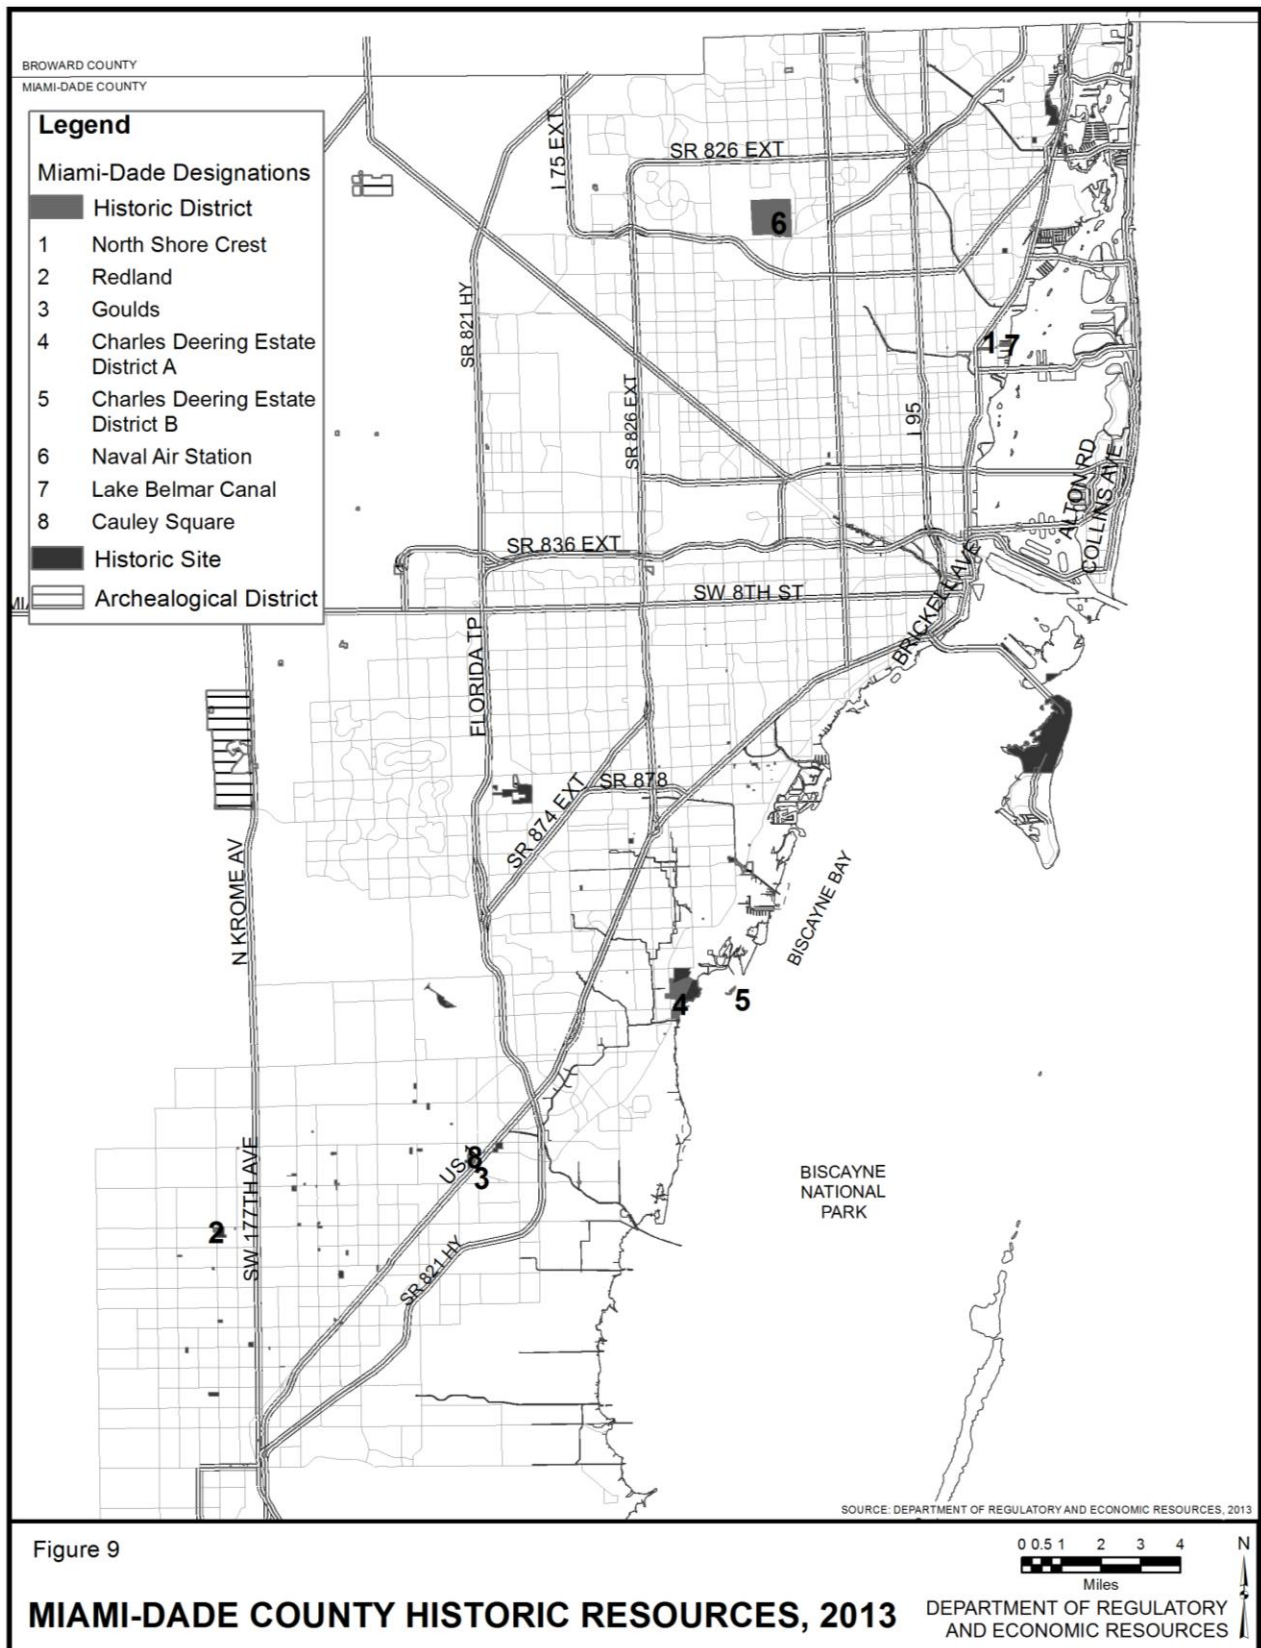 BROWARD COUNTY
MIAMI-DADE COUNTY
Legend
Miami-Dade Designations
Historic District
1 North Shore Crest
2 Redland
3 Goulds
4 Charles Deering Estate
District A
5 Charles Deering Estate
District B
6 Naval Air Station
7 Lake Belmar Canal
8 Cauley Square
Historic Site
Archealogical District
I 75 EXT
SR 826 EXT
6
SR 821 HY
1 7
SR 826 EXT
I 95
ALTON RD
COLLINS AVE
SR 836 EXT
SW 8TH ST
BRICKELL AVE
FLORIDA TP
SR 878
SR 874 EXT
N KROME AV
BISCAYNE BAY
4
5
US 1
8
3
SW 177TH AVE
2
SR 821 HY
BISCAYNE
NATIONAL
PARK
SOURCE: DEPARTMENT OF REGULATORY AND ECONOMIC RESOURCES, 2013
Figure 9
0 0.5 1 2 3 4
Miles
N
MIAMI-DADE COUNTY HISTORIC RESOURCES, 2013
DEPARTMENT OF REGULATORY
AND ECONOMIC RESOURCES